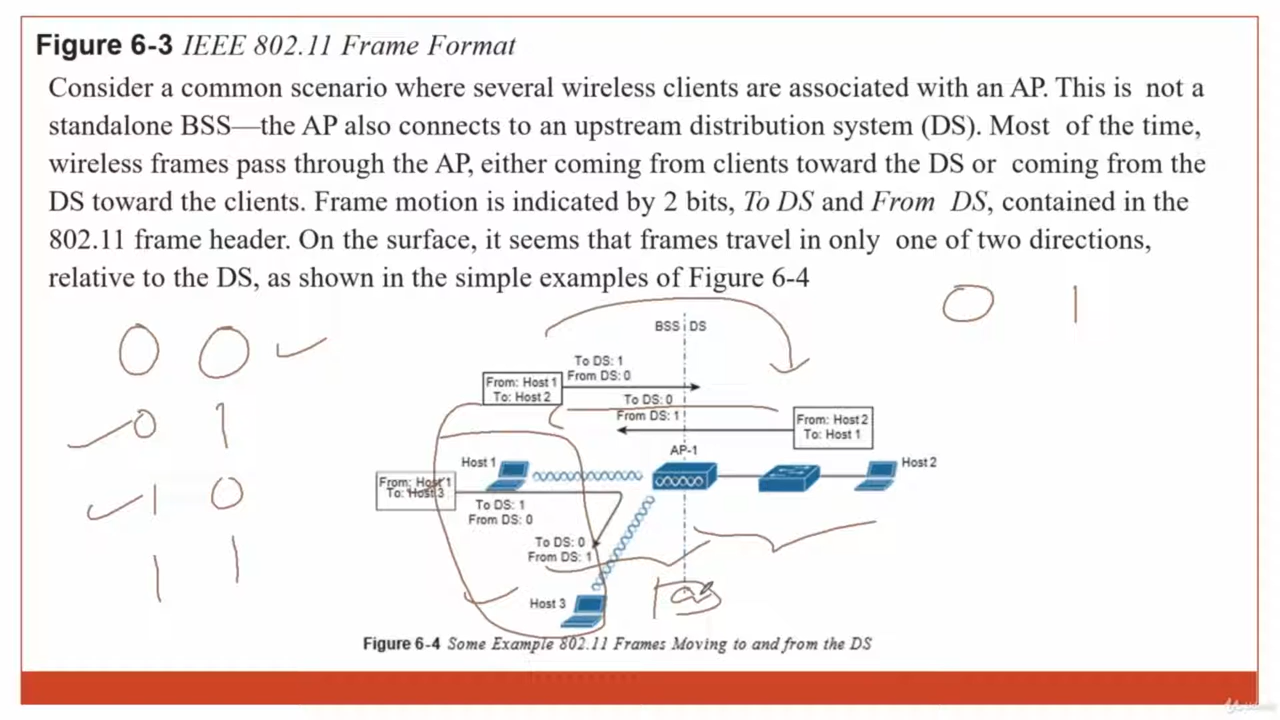 Figure 6-3 IEEE 802.11 Frame Format
Consider a common scenario where several wireless clients are associated with an AP. This is not a
standalone BSS—the AP also connects to an upstream distribution system (DS). Most of the time,
wireless frames pass through the AP, either coming from clients toward the DS or coming from the
DS toward the clients. Frame motion is indicated by 2 bits, To DS and From DS, contained in the
802.11 frame header. On the surface, it seems that frames travel in only one of two directions,
relative to the DS, as shown in the simple examples of Figure 6-4
0 1
0 0
0 1
1 0
1 1
BSS DS
To DS: 1
From DS: 0
From: Host 1
To: Host 2
To DS: 0
From DS: 1
From: Host 2
To: Host 1
AP-1
Host 1
Host 2
From: Host 1
To: Host 3
To DS: 1
From DS: 0
To DS: 0
From DS: 1
Host 3
Figure 6-4 Some Example 802.11 Frames Moving to and from the DS